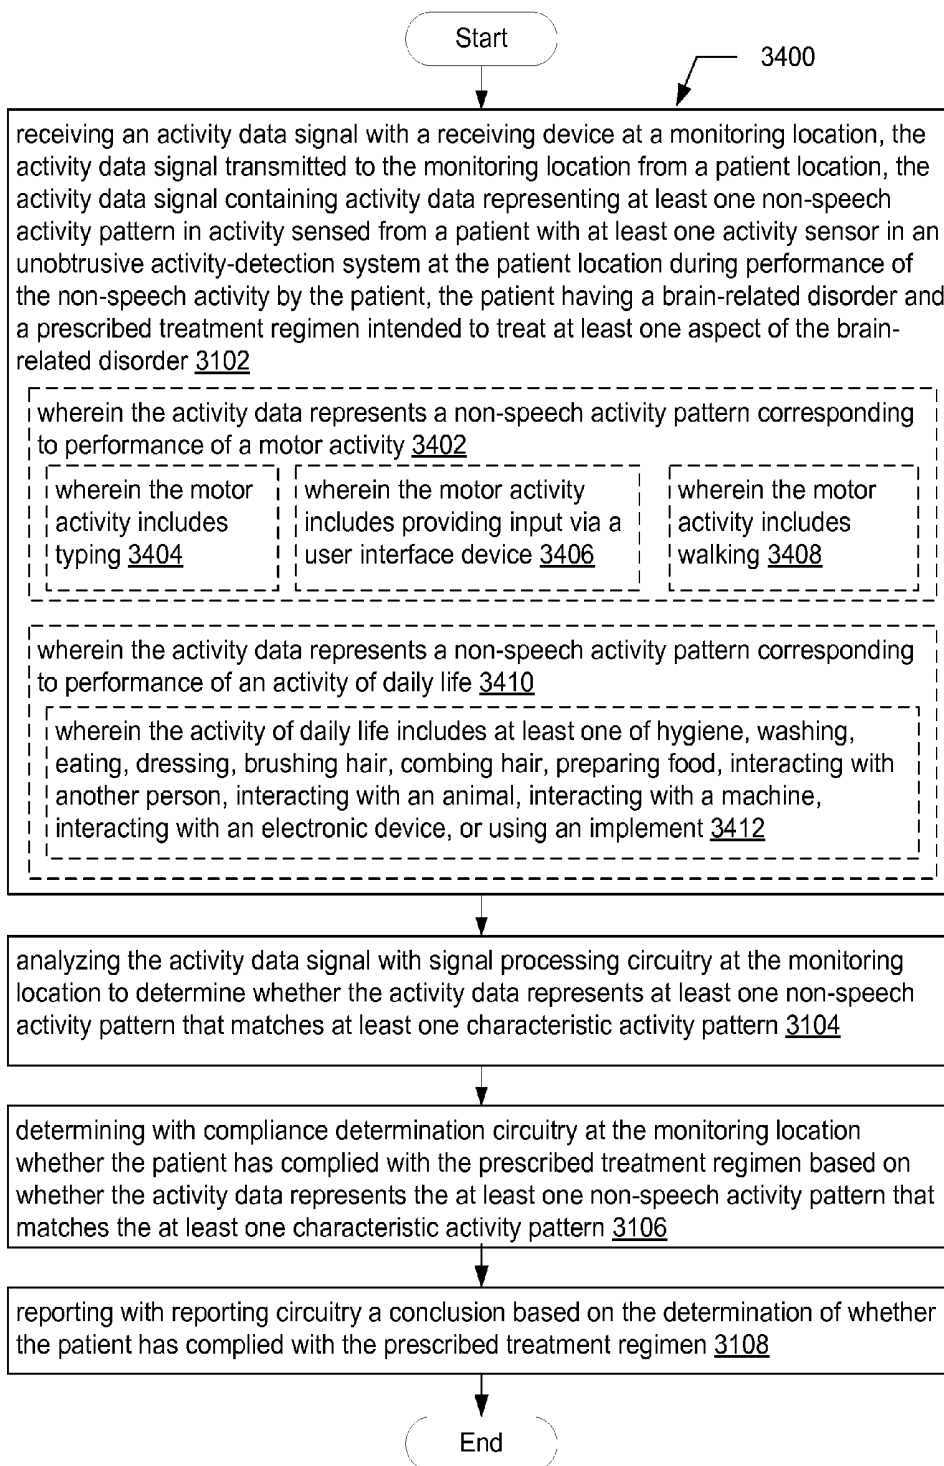 Start
3400
receiving an activity data signal with a receiving device at a monitoring location, the
activity data signal transmitted to the monitoring location from a patient location, the
activity data signal containing activity data representing at least one non-speech
activity pattern in activity sensed from a patient with at least one activity sensor in an
unobtrusive activity-detection system at the patient location during performance of
the non-speech activity by the patient, the patient having a brain-related disorder and
a prescribed treatment regimen intended to treat at least one aspect of the brain-
related disorder 3102
wherein the activity data represents a non-speech activity pattern corresponding
to performance of a motor activity 3402
wherein the motor
activity includes
typing 3404
wherein the motor activity
includes providing input via a
user interface device 3406
wherein the motor
activity includes
walking 3408
wherein the activity data represents a non-speech activity pattern corresponding
to performance of an activity of daily life 3410
wherein the activity of daily life includes at least one of hygiene, washing,
eating, dressing, brushing hair, combing hair, preparing food, interacting with
another person, interacting with an animal, interacting with a machine,
interacting with an electronic device, or using an implement 3412
analyzing the activity data signal with signal processing circuitry at the monitoring
location to determine whether the activity data represents at least one non-speech
activity pattern that matches at least one characteristic activity pattern 3104
determining with compliance determination circuitry at the monitoring location
whether the patient has complied with the prescribed treatment regimen based on
whether the activity data represents the at least one non-speech activity pattern that
matches the at least one characteristic activity pattern 3106
reporting with reporting circuitry a conclusion based on the determination of whether
the patient has complied with the prescribed treatment regimen 3108
End